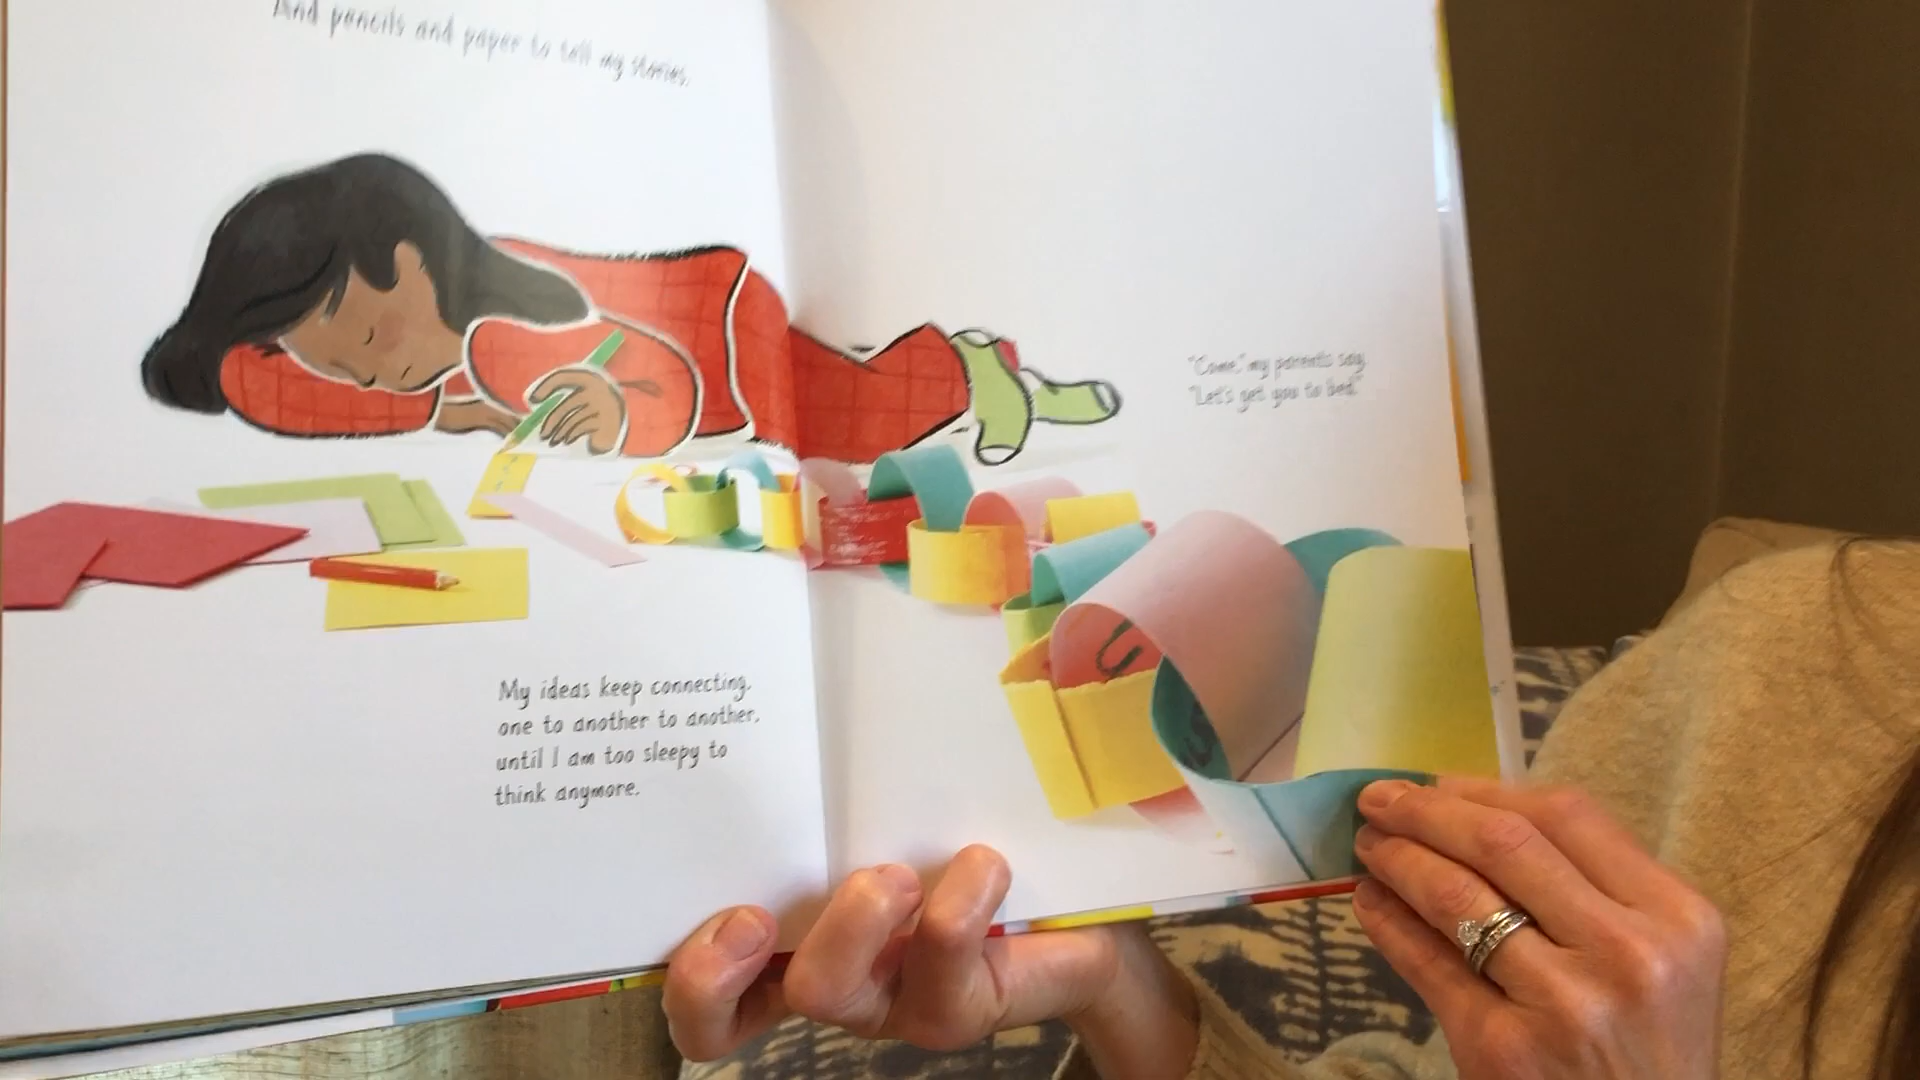 And pencils and paper to tell my stories.
My ideas keep connecting,
one to another to another,
until I am too sleepy to
think anymore.
"Come," my parents say.
"Let's get you to bed."